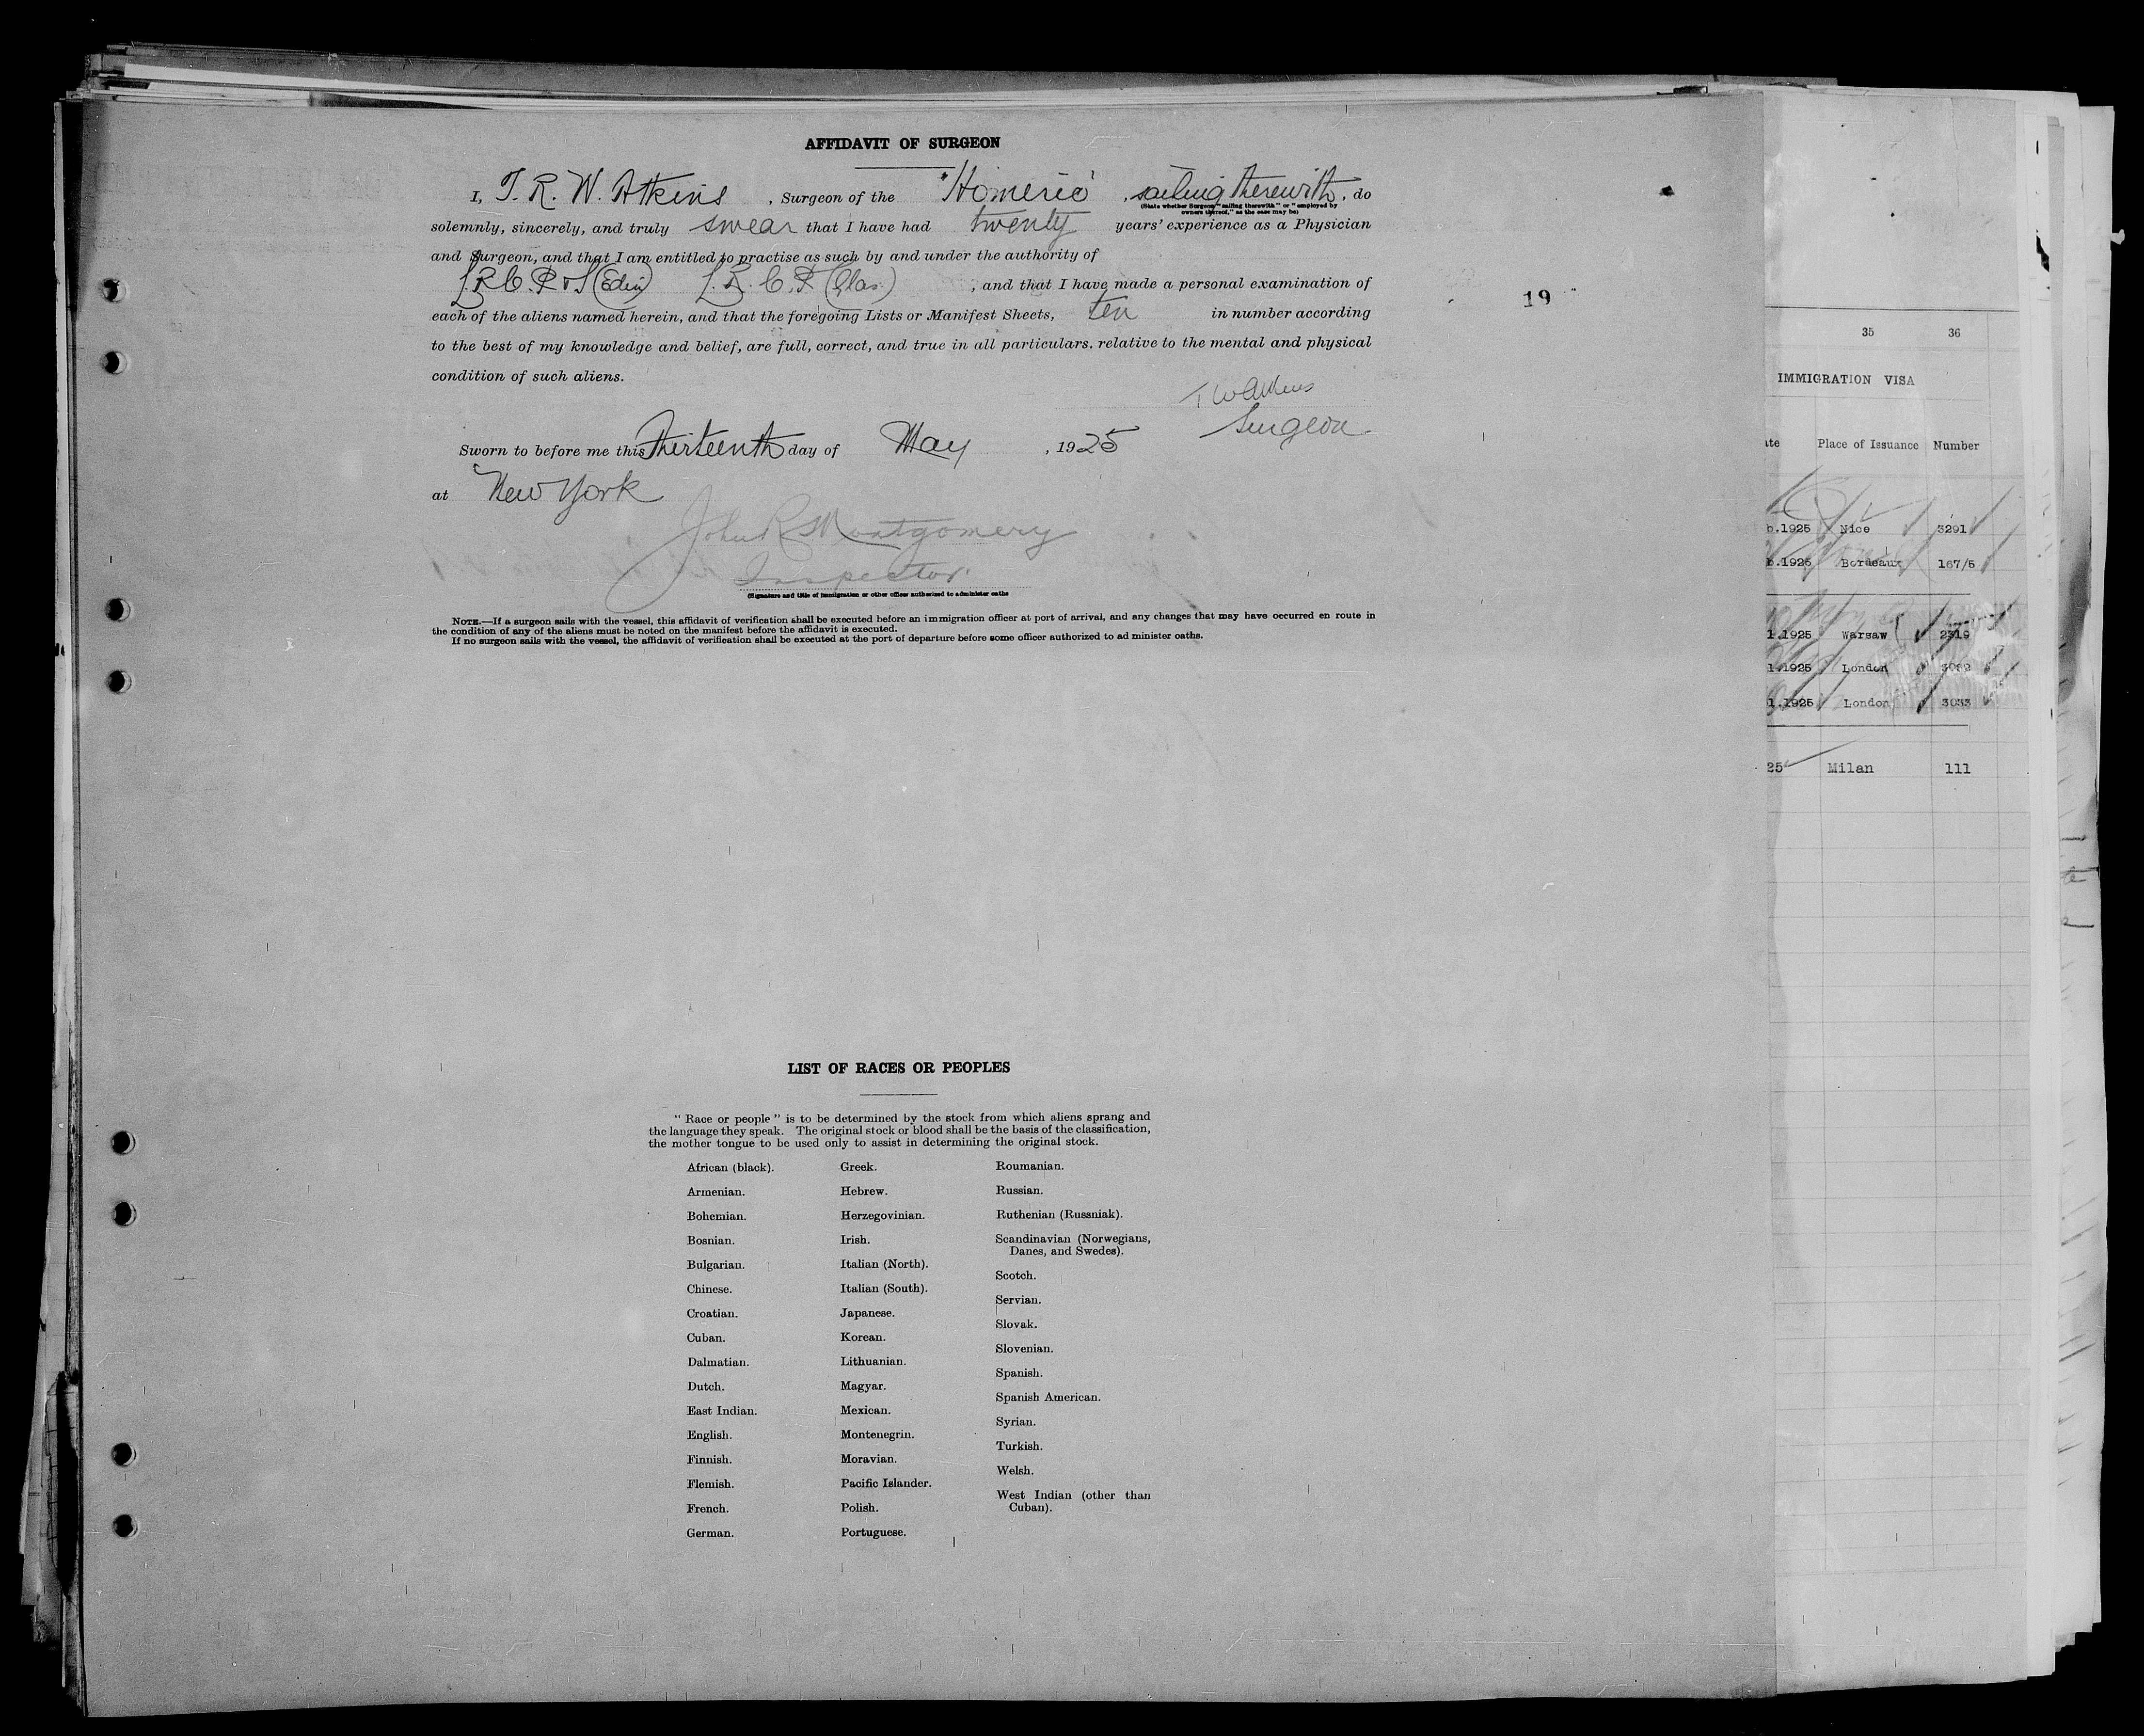 AFFIDAVIT OF SURGEON
I, T. R. W. Atkins, Surgeon of the "Homeric", sailing therewith, do
(State whether Surgeon "sailing therewith" or "employed by
owners thereof," as the case may be)
solemnly, sincerely, and truly swear that I have had twenty years' experience as a Physician
and Surgeon, and that I am entitled to practise as such by and under the authority of
L.R.C.P & S (Edin) L.R.C.P (Glas.), and that I have made a personal examination of
each of the aliens named herein, and that the foregoing Lists or Manifest Sheets, ten in number according
to the best of my knowledge and belief, are full, correct, and true in all particulars. relative to the mental and physical
condition of such aliens.
Surgeon
Sworn to before me this Thirteenth day of May, 1925
at New York
John R Montgomery
Inspector
(Signature and title of immigration or other officer authorized to administer oaths
NOTE.—If a surgeon sails with the vessel, this affidavit of verification shall be executed before an immigration officer at port of arrival, and any changes that may have occurred en route in
the condition of any of the aliens must be noted on the manifest before the affidavit is executed.
If no surgeon sails with the vessel, the affidavit of verification shall be executed at the port of departure before some officer authorized to ad minister oaths.
19
LIST OF RACES OR PEOPLES
"Race or people" is to be determined by the stock from which aliens sprang and
the language they speak. The original stock or blood shall be the basis of the classification,
the mother tongue to be used only to assist in determining the original stock.
African (black).
Armenian.
Bohemian.
Bosnian.
Bulgarian.
Chinese.
Croatian.
Cuban.
Dalmatian.
Dutch.
East Indian.
English.
Finnish.
Flemish.
French.
German.
Greek.
Hebrew.
Herzegovinian.
Irish.
Italian (North).
Italian (South).
Japanese.
Korean.
Lithuanian.
Magyar.
Mexican.
Montenegrin.
Moravian.
Pacific Islander.
Polish.
Portuguese.
Roumanian.
Russian.
Ruthenian (Russniak).
Scandinavian (Norwegians,
Danes, and Swedes).
Scotch.
Servian.
Slovak.
Slovenian.
Spanish.
Spanish American.
Syrian.
Turkish.
Welsh.
West Indian (other than
Cuban).
35 36
IMMIGRATION VISA
Place of Issuance Number
.1925 Nice 3291
.1925 Bordeaux 167/5
.1925 Warsaw 2319
.1925 London
.1925 London 3033
25 Milan 111